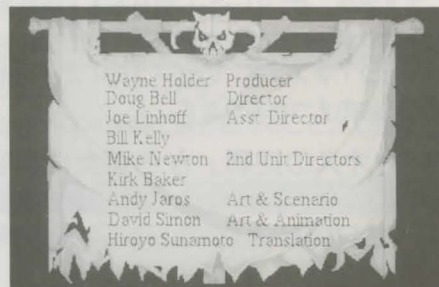 Wayne Holder Producer
Doug Bell Director
Joe Linhoff Asst Director
Bill Kelly
Mike Newton 2nd Unit Directors
Kirk Baker
Andy Jaros Art & Scenario
David Simon Art & Animation
Hiroyo Sunamoto Translation